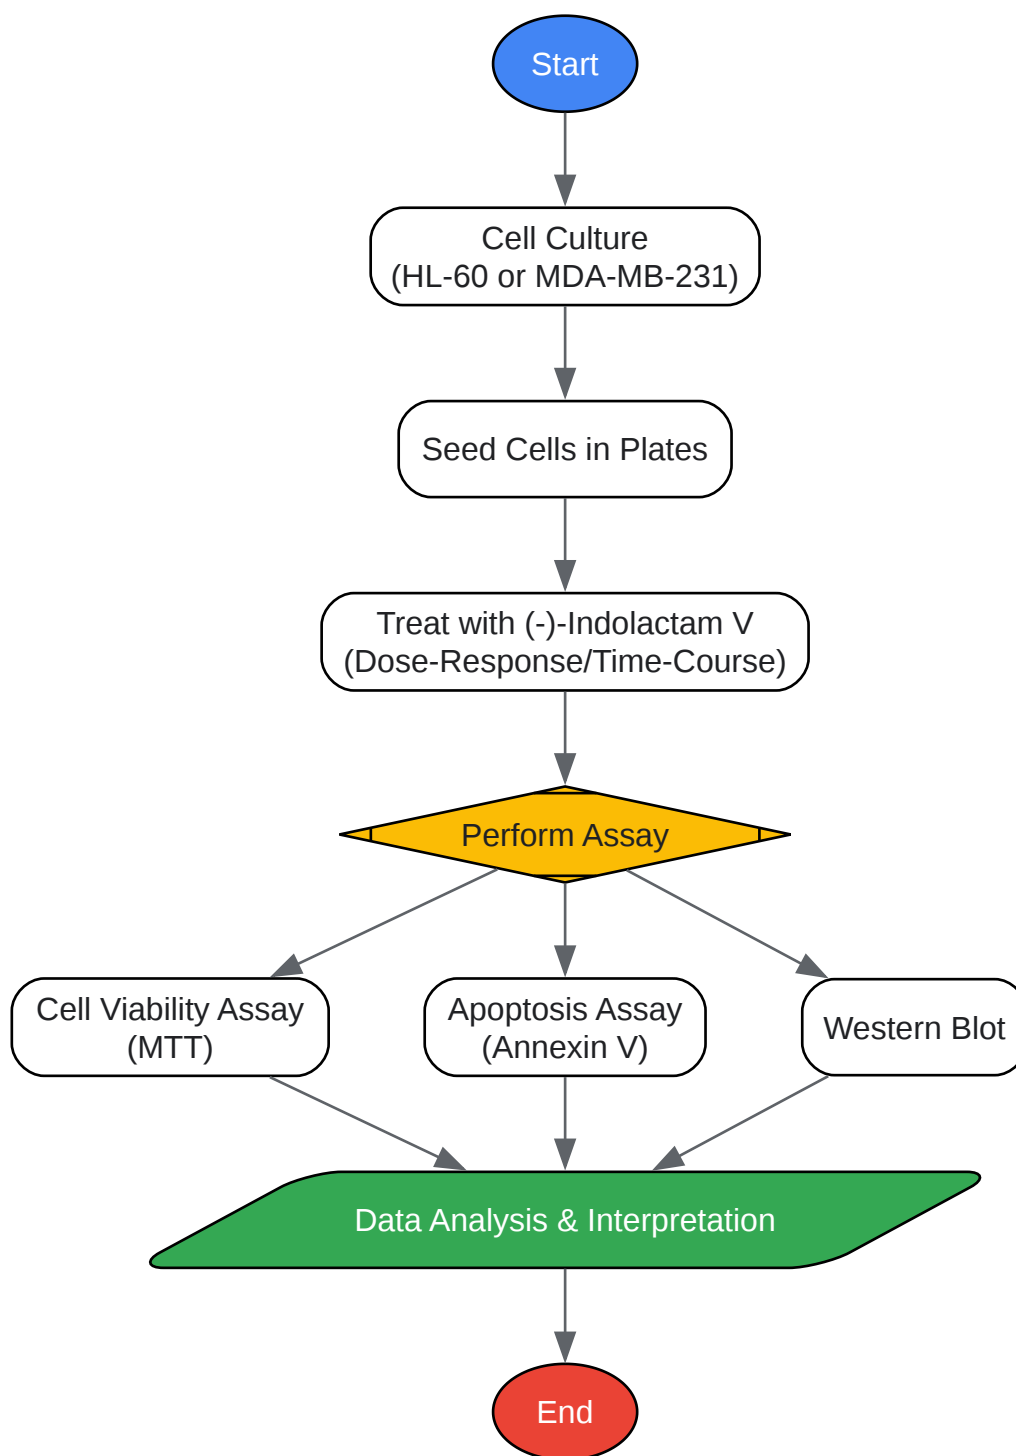 Start
Cell Culture
(HL-60 or MDA-MB-231)
Seed Cells in Plates
Treat with (-)-Indolactam V
(Dose-Response/Time-Course)
Perform Assay
Cell Viability Assay
(MTT)
Apoptosis Assay
(Annexin V)
Western Blot
Data Analysis & Interpretation
End